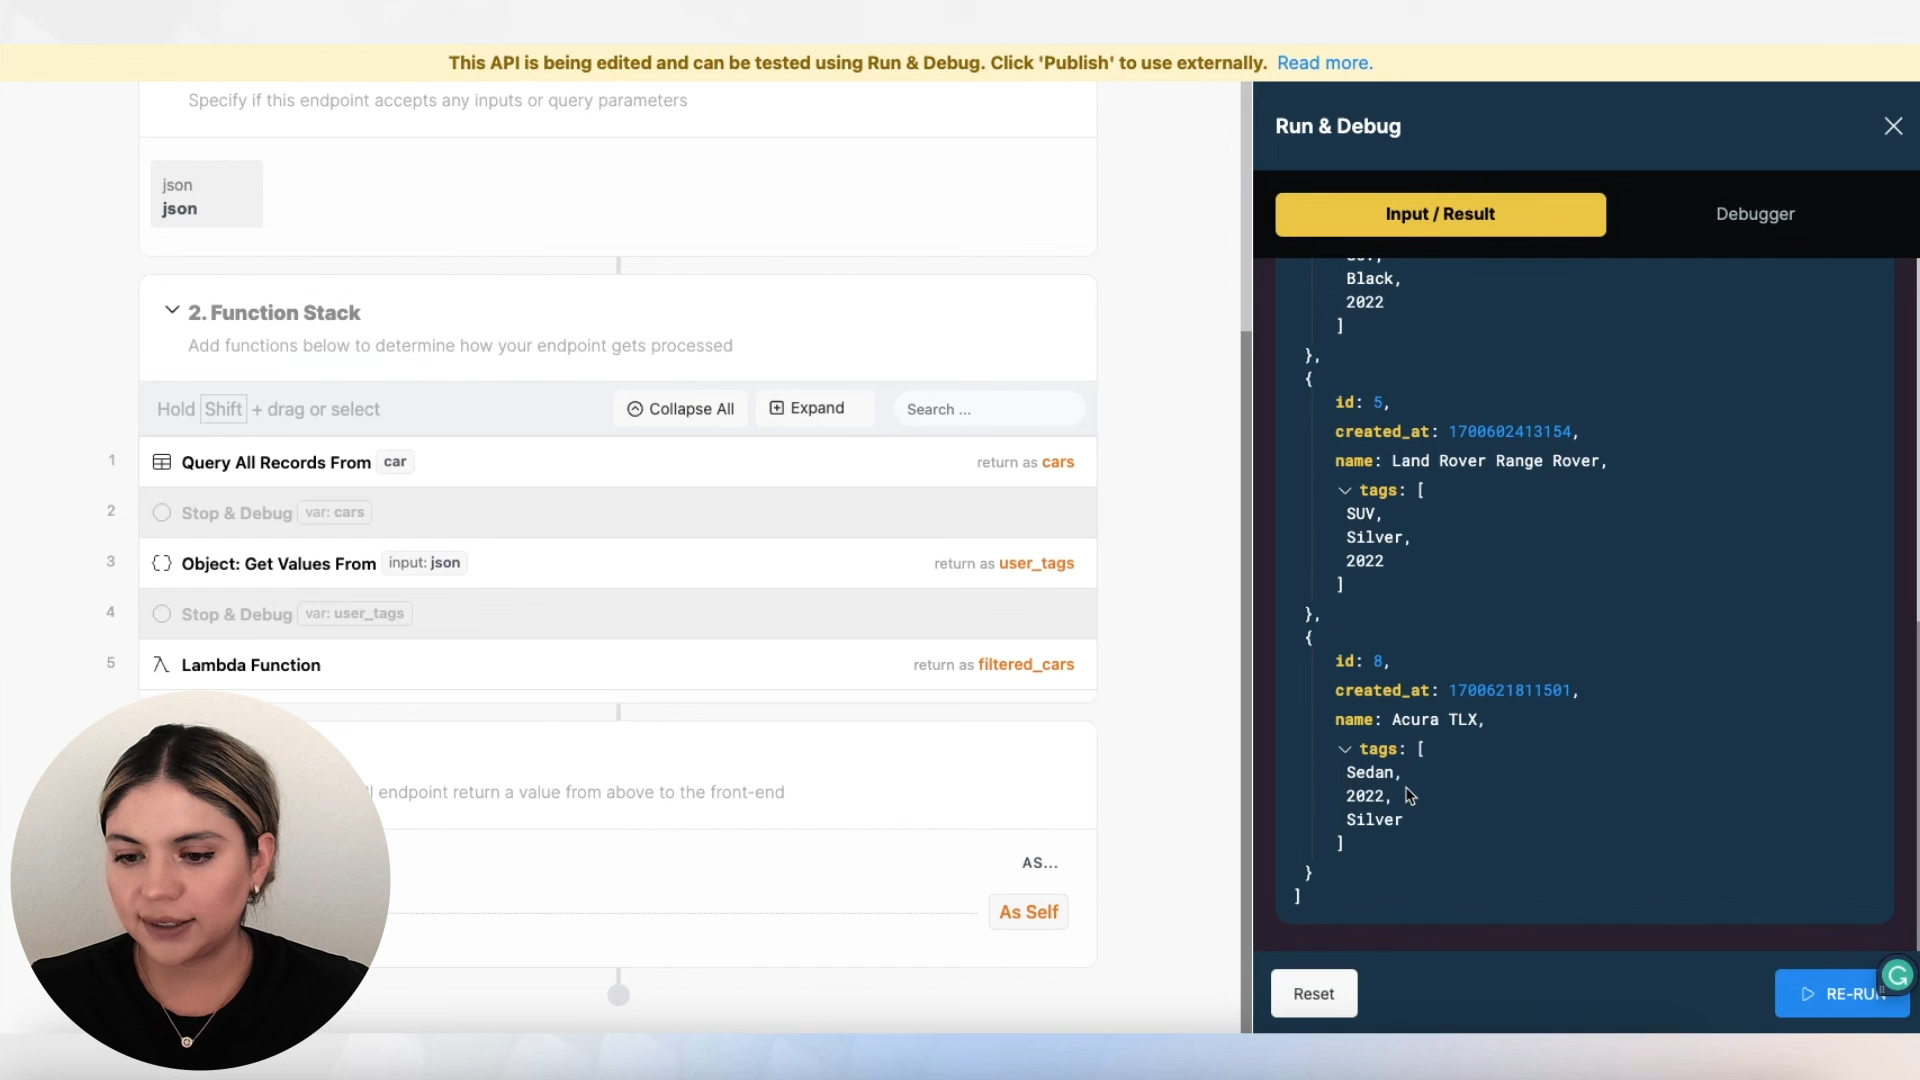 This API is being edited and can be tested using Run & Debug. Click 'Publish' to use externally. Read more.
Specify if this endpoint accepts any inputs or query parameters
json
json
2. Function Stack
Add functions below to determine how your endpoint gets processed
Hold Shift + drag or select
Collapse All
Expand
Search ...
1 Query All Records From car return as cars
2 Stop & Debug var: cars
3 Object: Get Values From input: json return as user_tags
4 Stop & Debug var: user_tags
5 Lambda Function return as filtered_cars
endpoint return a value from above to the front-end
AS...
As Self
Run & Debug
Input / Result
Debugger
Black,
2022
]
},
{
id: 5,
created_at: 1700602413154,
name: Land Rover Range Rover,
tags: [
SUV,
Silver,
2022
]
},
{
id: 8,
created_at: 1700621811501,
name: Acura TLX,
tags: [
Sedan,
2022,
Silver
]
}
]
Reset
RE-RUN